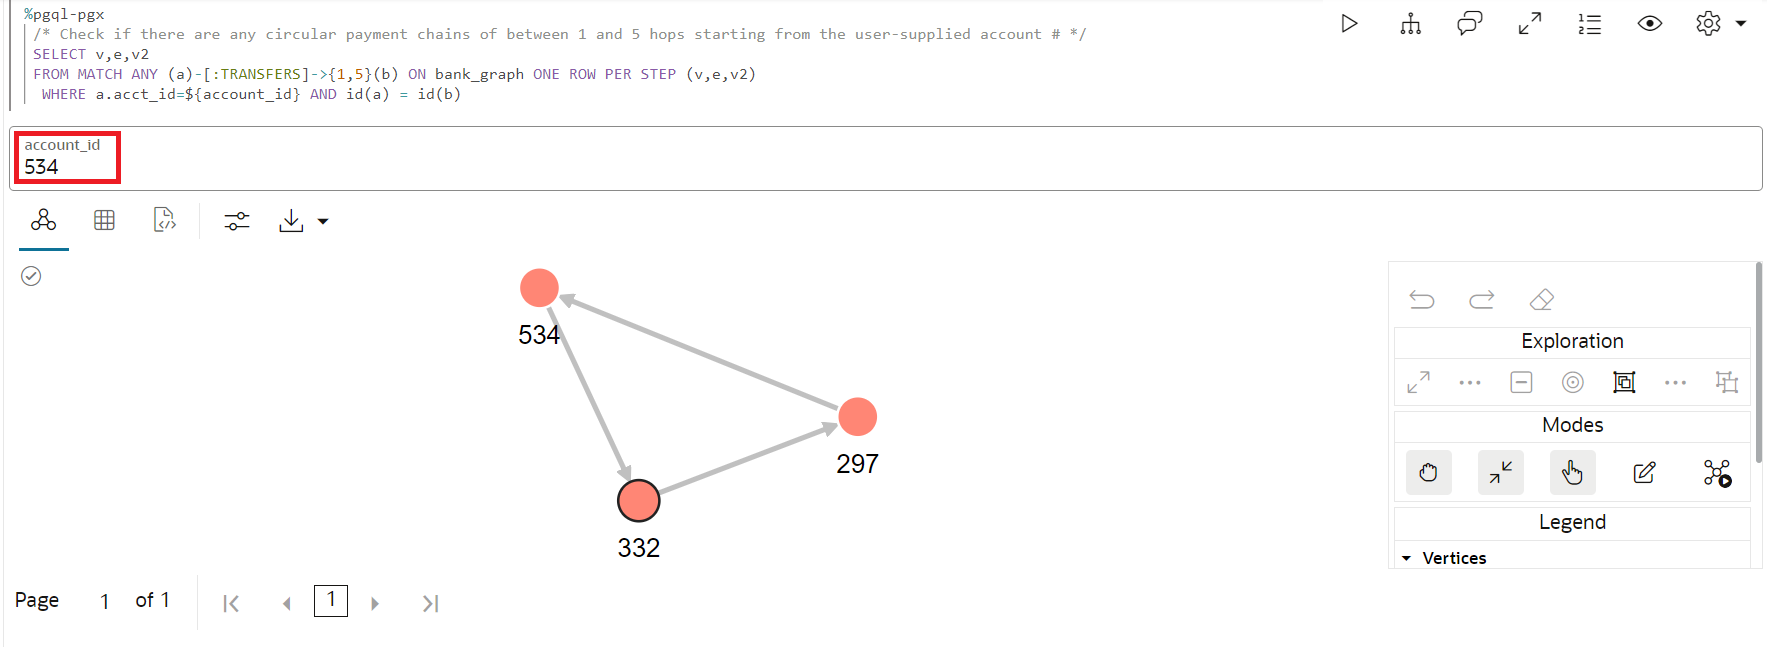 %pgql-pgx
/* Check if there are any circular payment chains of between 1 and 5 hops starting from the user-supplied account # */
SELECT v,e,v2
FROM MATCH ANY (a)-[:TRANSFERS]->{1,5}(b) ON bank_graph ONE ROW PER STEP (v,e,v2)
WHERE a.acct_id=${account_id} AND id(a) = id(b)
account_id
534
534
297
332
Exploration
Modes
Legend
Vertices
Page 1 of 1
1